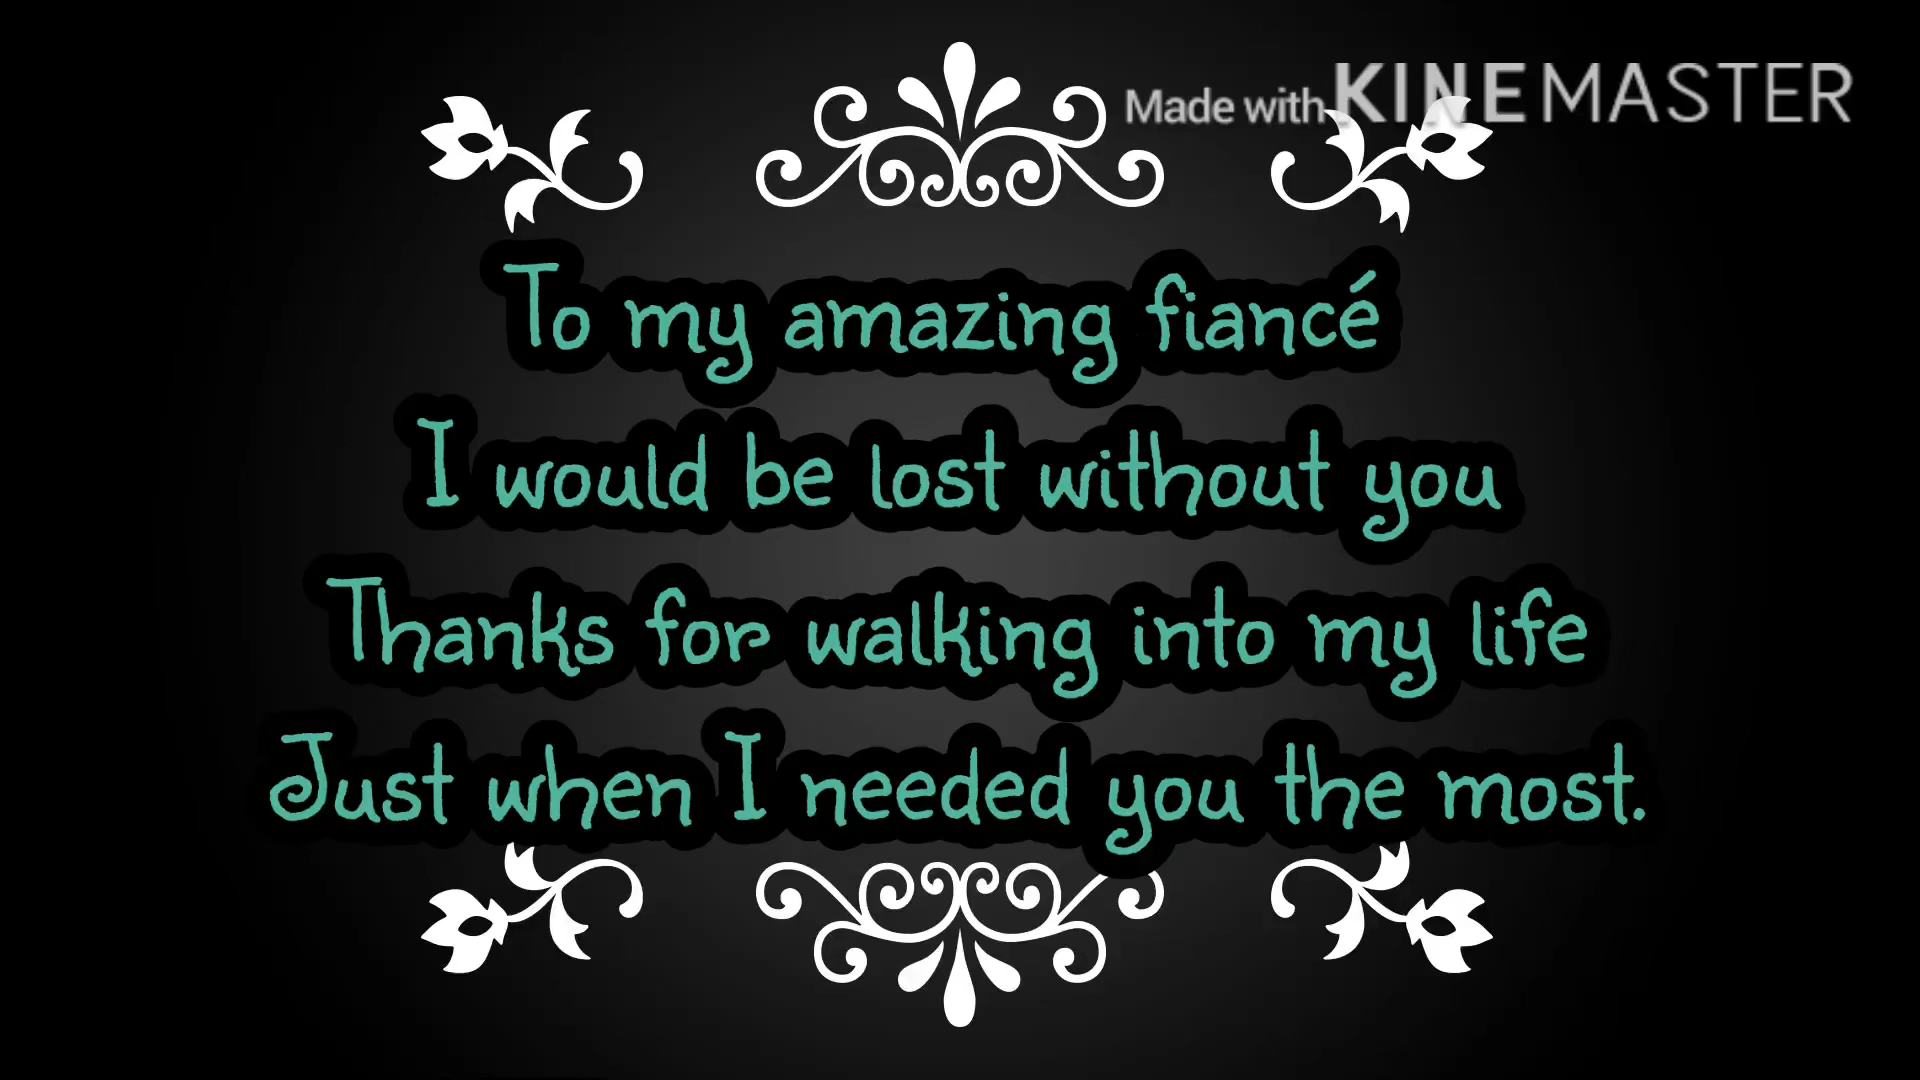 Made with KINEMASTER
To my amazing fiancé
I would be lost without you
Thanks for walking into my life
Just when I needed you the most.